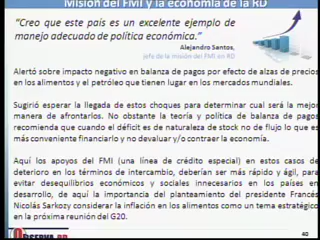 Misión del FMI y la economía de la RD
"Creo que este país es un excelente ejemplo de
manejo adecuado de política económica."
Alejandro Santos,
jefe de la misión del FMI en RD
Alertó sobre impacto negativo en balanza de pagos por efecto de alzas de precios
en los alimentos y el petróleo que tienen lugar en los mercados mundiales.
Sugirió esperar la llegada de estos choques para determinar cual será la mejor
manera de afrontarlos. No obstante la teoría y política de balanza de pagos
recomienda que cuando el déficit es de naturaleza de stock no de flujo lo que es
más conveniente financiarlo y no devaluar y/o contraer la economía.
Aquí los apoyos del FMI (una línea de crédito especial) en estos casos de
deterioro en los términos de intercambio, deberían ser más rápido y ágil, para
evitar desequilibrios económicos y sociales innecesarios en los países en
desarrollo, de aquí la importancia del planteamiento del presidente Francés
Nicolás Sarkozy considerar la inflación en los alimentos como un tema estratégico
en la próxima reunión del G20.
40